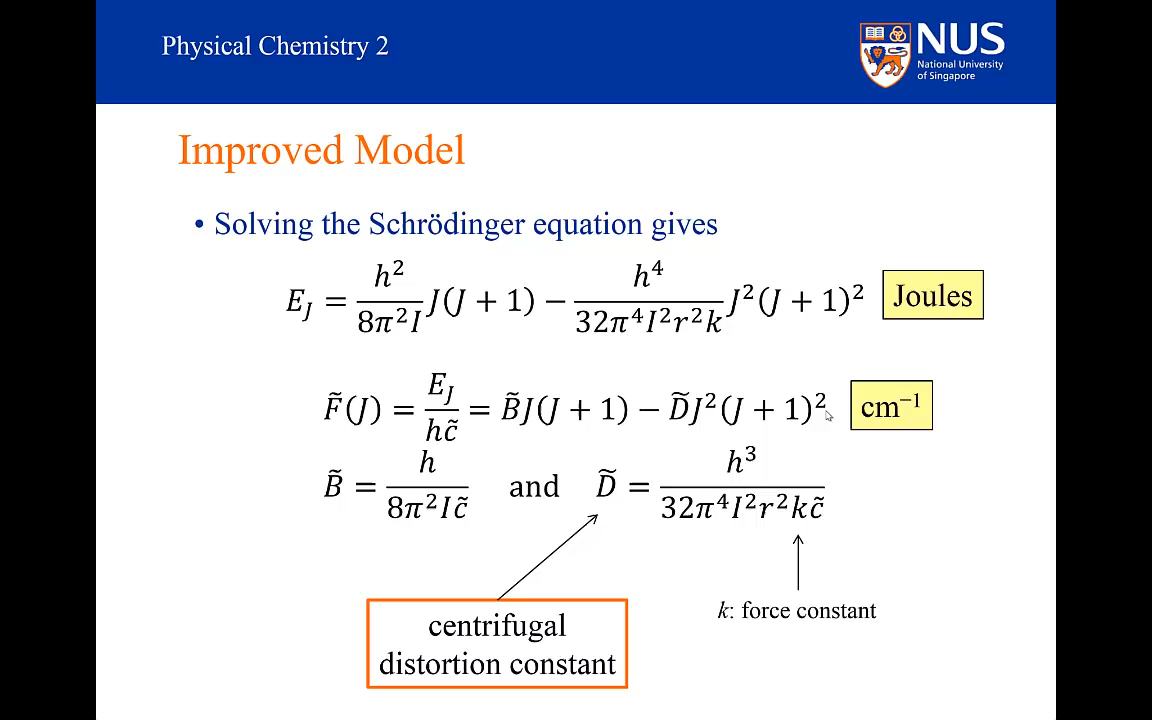 Physical Chemistry 2
NUS
National University
of Singapore
Improved Model
• Solving the Schrödinger equation gives
E_J = h²/(8π²I) J(J + 1) − h⁴/(32π⁴I²r²k) J²(J + 1)²
Joules
F̃(J) = E_J/(hc̃) = B̃J(J + 1) − D̃J²(J + 1)²
cm⁻¹
B̃ = h/(8π²Ic̃) and D̃ = h³/(32π⁴I²r²kc̃)
k: force constant
centrifugal
distortion constant